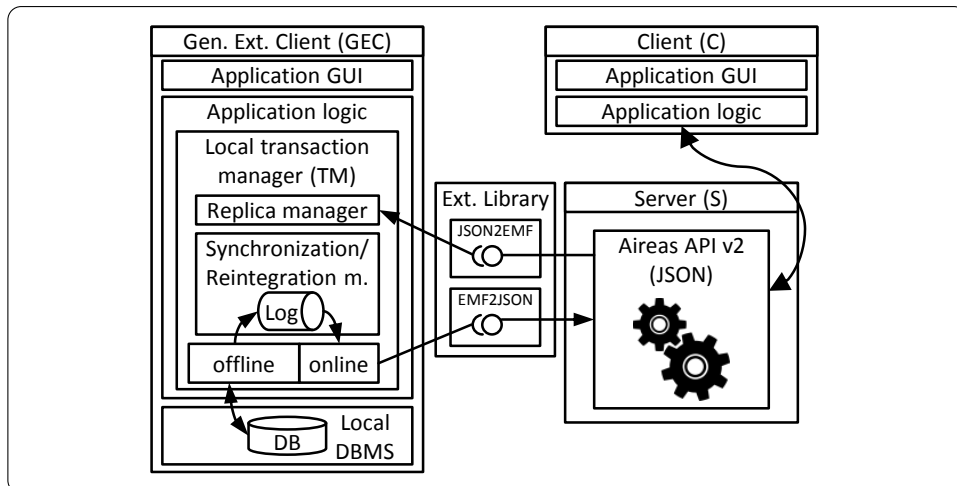 Gen. Ext. Client (GEC)
Application GUI
Application logic
Local transaction
manager (TM)
Replica manager
Synchronization/
Reintegration m.
Log
offline
online
DB
Local
DBMS
Ext. Library
JSON2EMF
EMF2JSON
Client (C)
Application GUI
Application logic
Server (S)
Aireas API v2
(JSON)